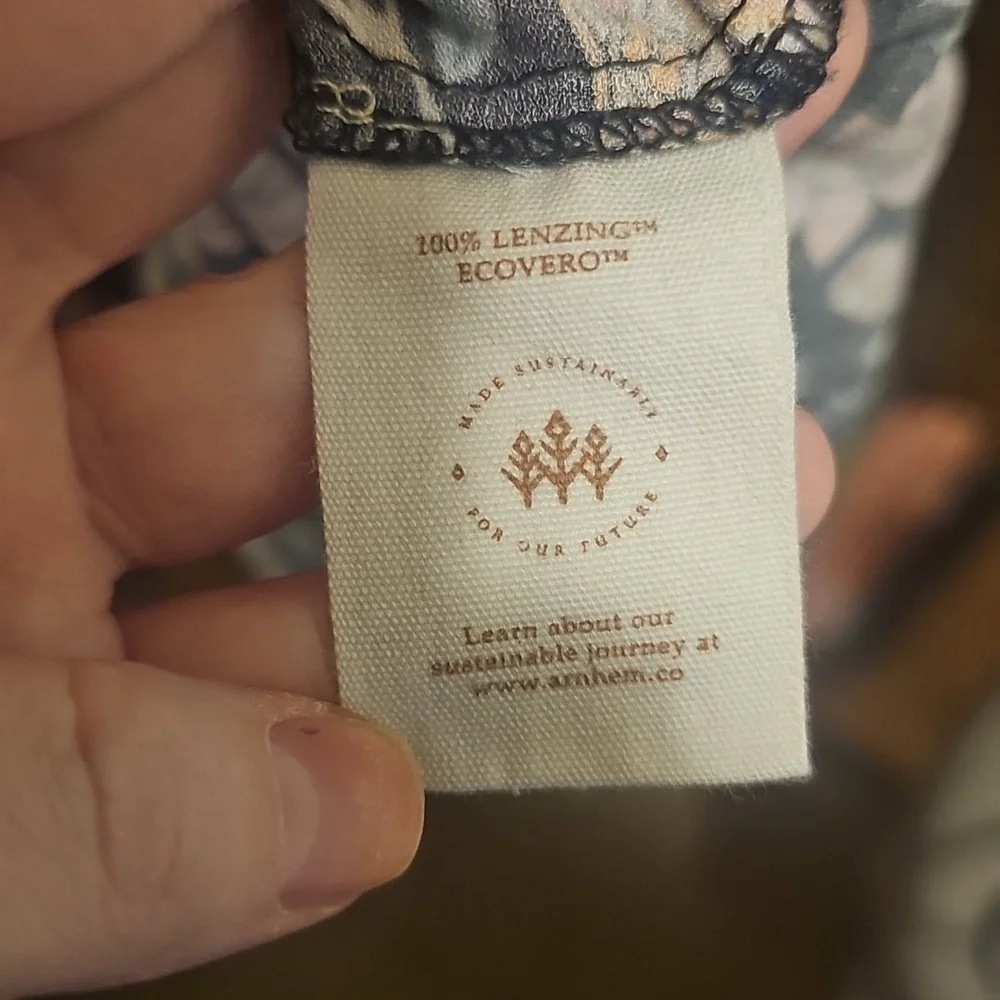 100% LENZING™
ECOVERO™
MADE SUSTAINABLY
FOR OUR FUTURE
Learn about our
sustainable journey at
www.arnhem.co